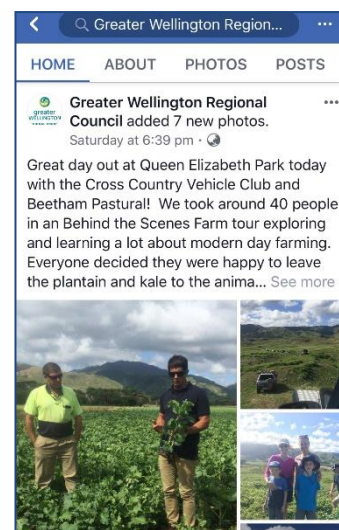 Greater Wellington Region...
HOME ABOUT PHOTOS POSTS
greater WELLINGTON
Greater Wellington Regional
Council added 7 new photos.
Saturday at 6:39 pm ·
Great day out at Queen Elizabeth Park today
with the Cross Country Vehicle Club and
Beetham Pastural! We took around 40 people
in an Behind the Scenes Farm tour exploring
and learning a lot about modern day farming.
Everyone decided they were happy to leave
the plantain and kale to the anima... See more